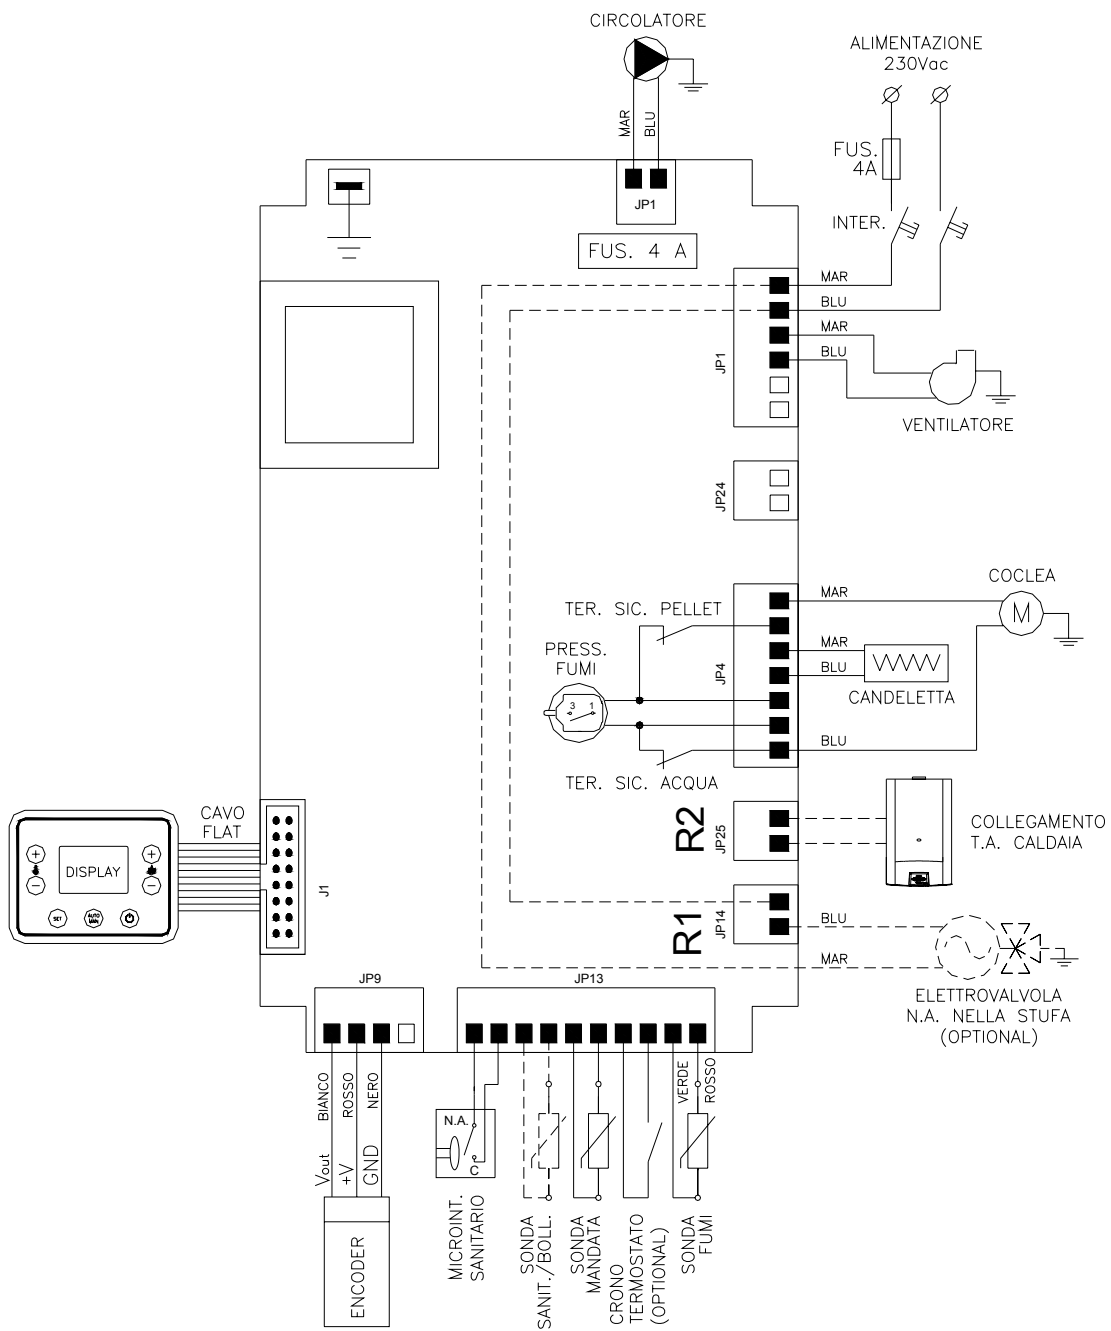 CIRCOLATORE
ALIMENTAZIONE
230Vac
MAR
BLU
FUS.
4A
JP1
INTER.
FUS. 4 A
MAR
BLU
MAR
BLU
JP1
VENTILATORE
JP24
COCLEA
MAR
TER. SIC. PELLET
M
PRESS.
FUMI
MAR
BLU
JP4
CANDELETTA
3 1
BLU
TER. SIC. ACQUA
CAVO
FLAT
R2
JP25
COLLEGAMENTO
T.A. CALDAIA
DISPLAY
SET
AUTO
MAN
J1
R1
JP14
BLU
MAR
ELETTROVALVOLA
N.A. NELLA STUFA
(OPTIONAL)
JP9
JP13
BIANCO
ROSSO
NERO
VERDE
ROSSO
N.A.
C
Vout
+V
GND
MICROINT.
SANITARIO
SONDA
SANIT./BOLL.
SONDA
MANDATA
CRONO
TERMOSTATO
(OPTIONAL)
SONDA
FUMI
ENCODER